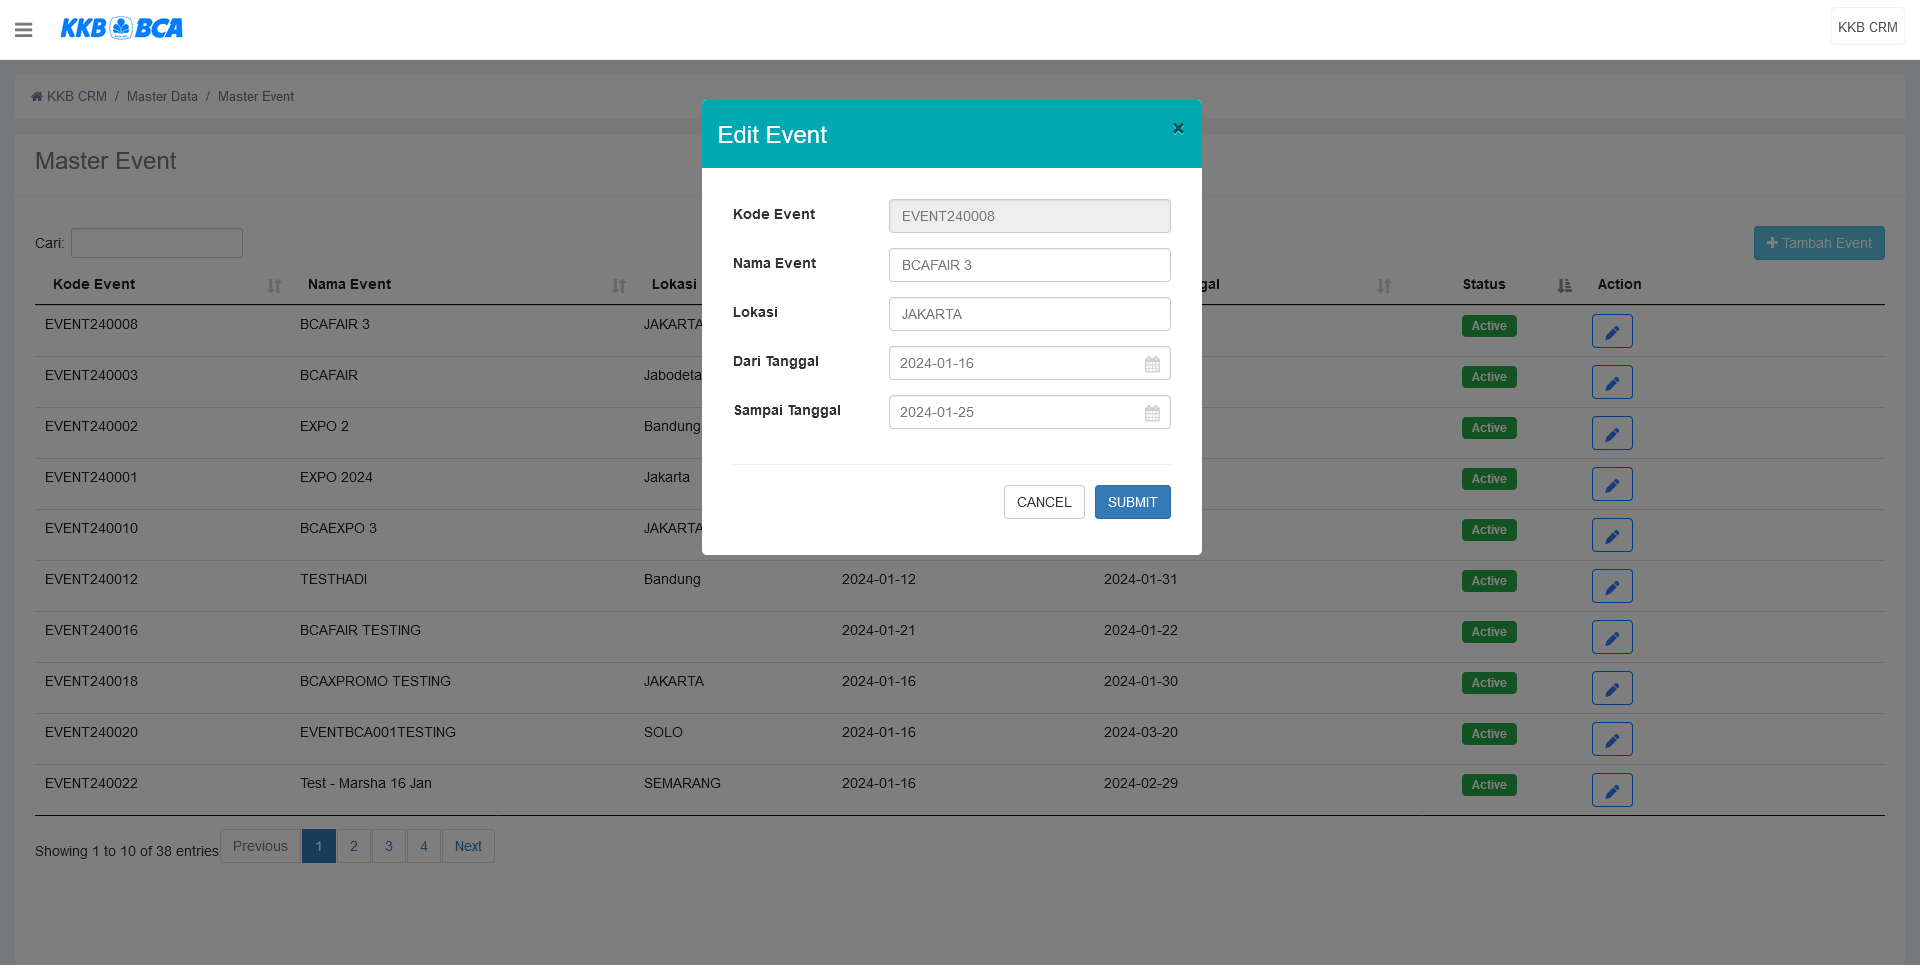 KKB BCA
KKB CRM
KKB CRM / Master Data / Master Event
Master Event
Edit Event ×
Kode Event EVENT240008
Nama Event BCAFAIR 3
Lokasi JAKARTA
Dari Tanggal 2024-01-16
Sampai Tanggal 2024-01-25
CANCEL SUBMIT
Cari:
Tambah Event
Kode Event Nama Event Lokasi gal Status Action
EVENT240008 BCAFAIR 3 JAKARTA Active
EVENT240003 BCAFAIR Jabodeta Active
EVENT240002 EXPO 2 Bandung Active
EVENT240001 EXPO 2024 Jakarta Active
EVENT240010 BCAEXPO 3 JAKARTA Active
EVENT240012 TESTHADI Bandung 2024-01-12 2024-01-31 Active
EVENT240016 BCAFAIR TESTING 2024-01-21 2024-01-22 Active
EVENT240018 BCAXPROMO TESTING JAKARTA 2024-01-16 2024-01-30 Active
EVENT240020 EVENTBCA001TESTING SOLO 2024-01-16 2024-03-20 Active
EVENT240022 Test - Marsha 16 Jan SEMARANG 2024-01-16 2024-02-29 Active
Showing 1 to 10 of 38 entries Previous 1 2 3 4 Next